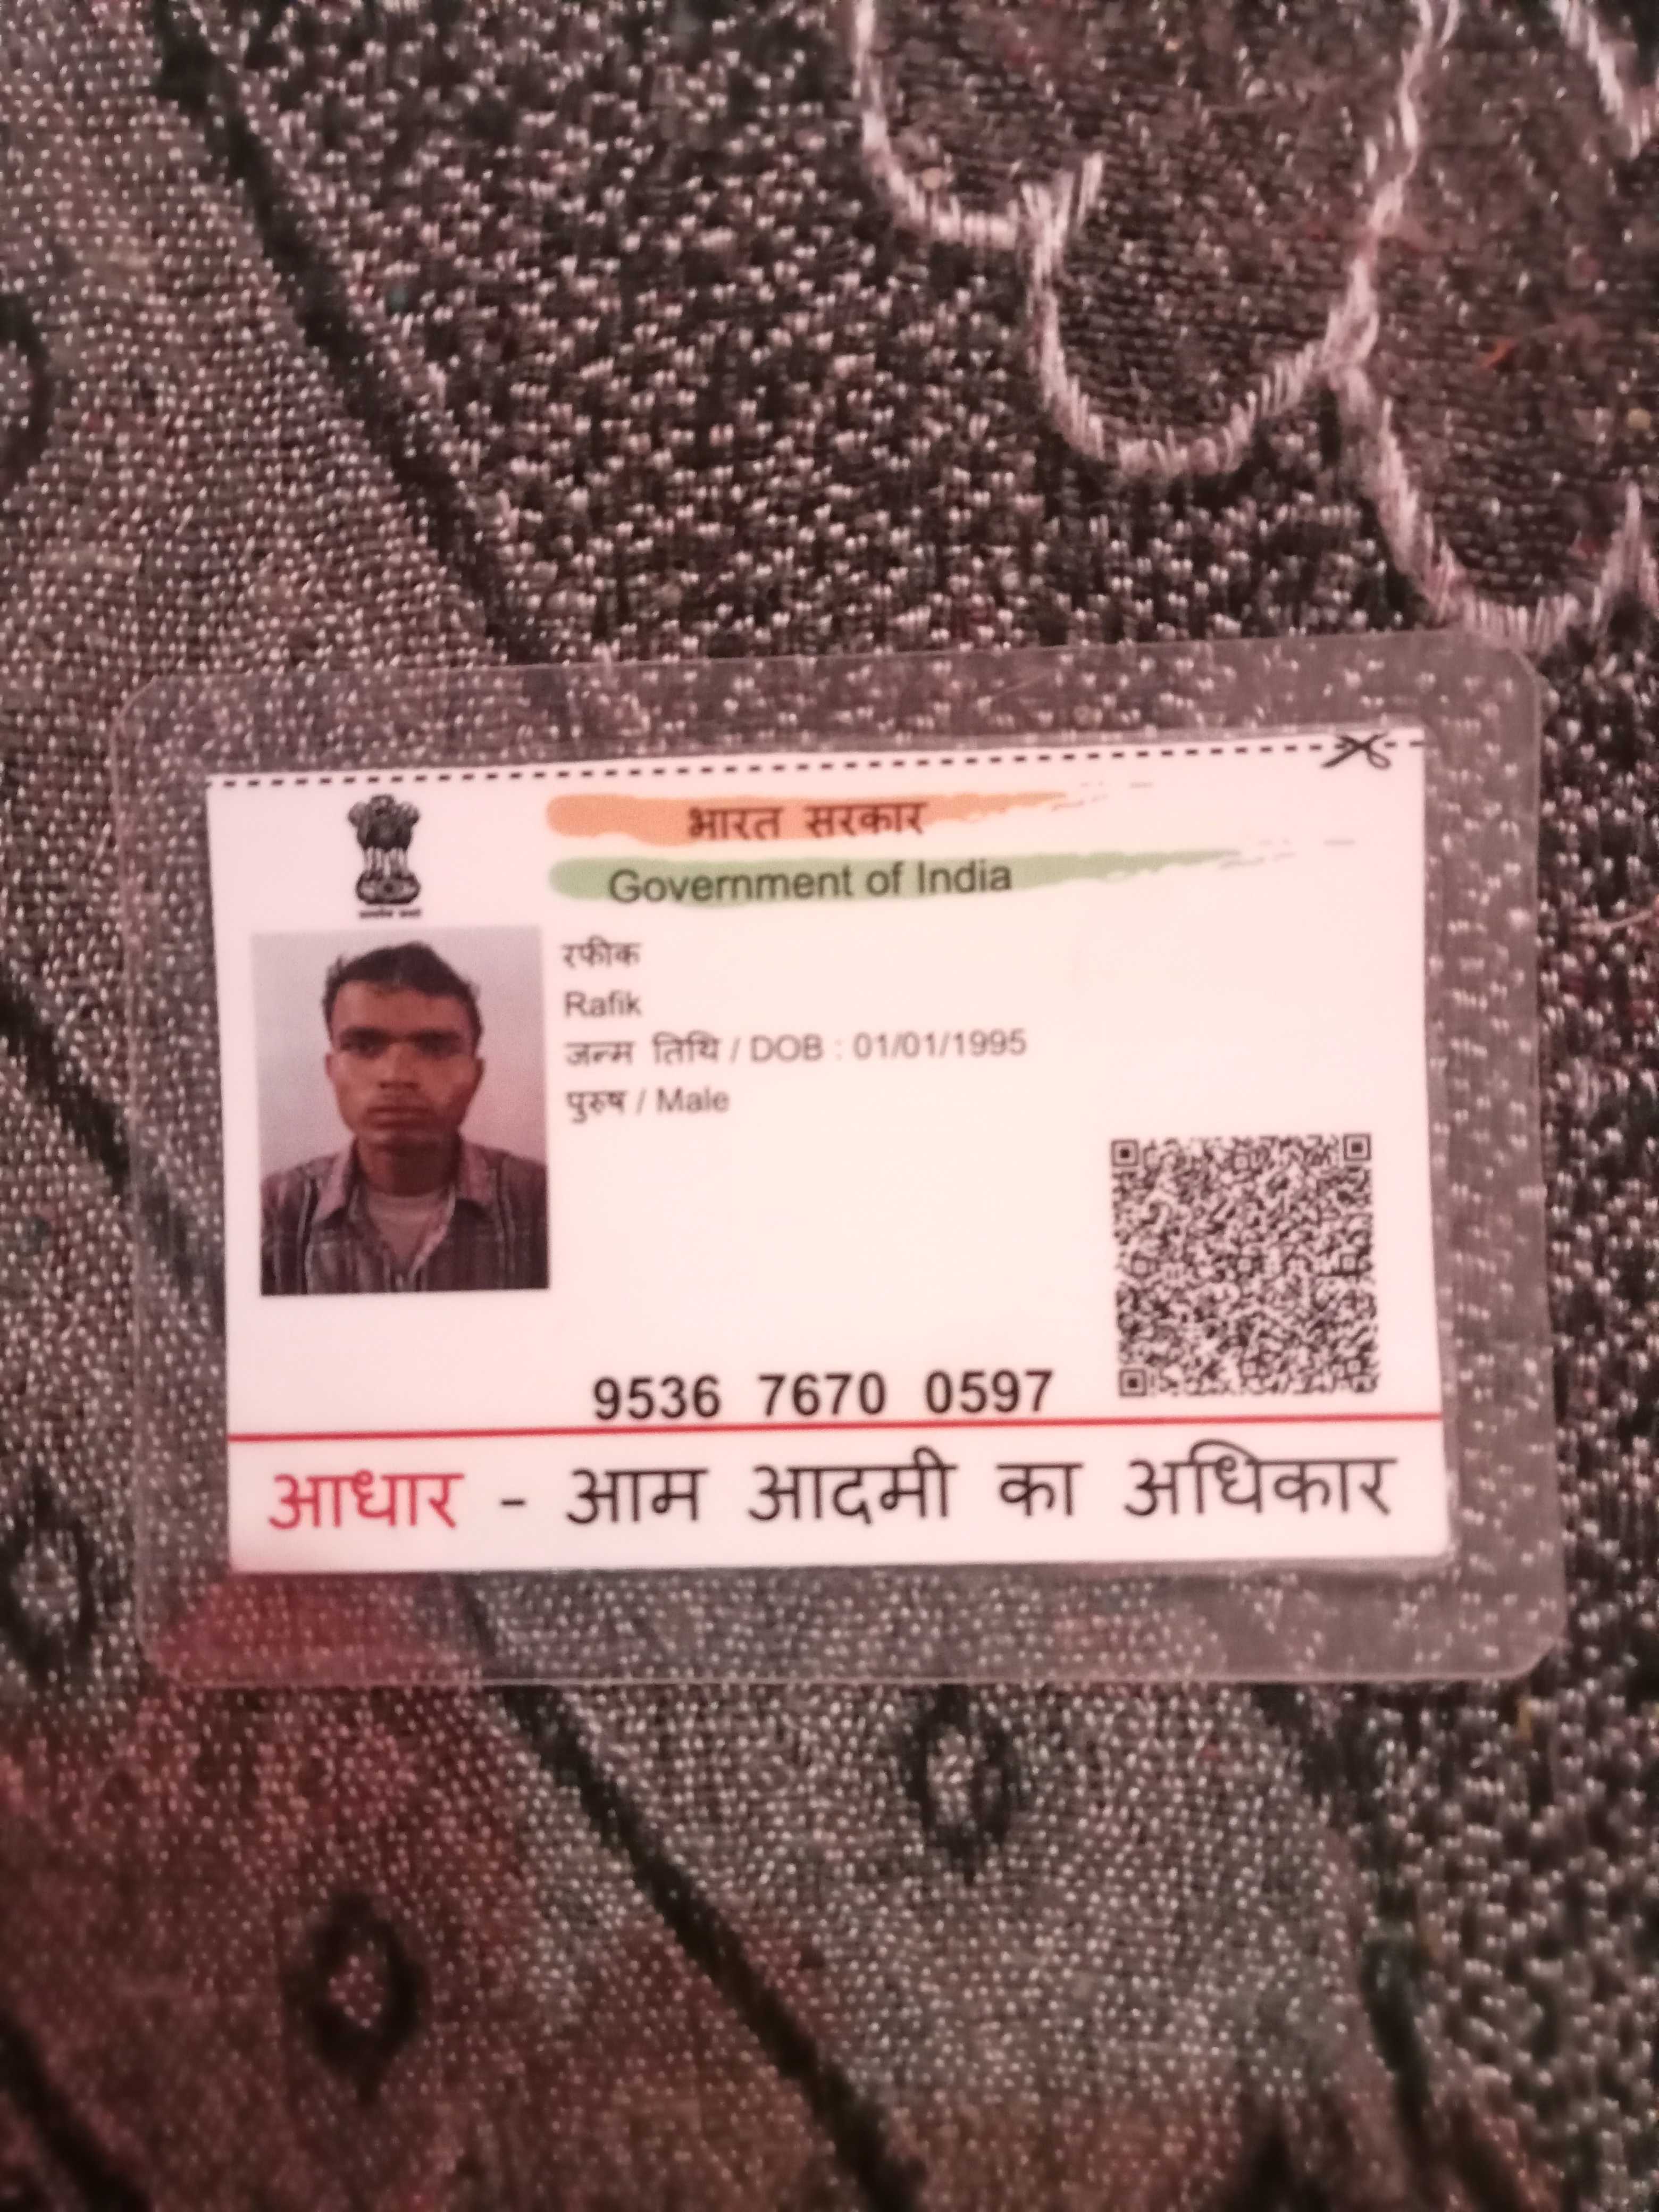 भारत सरकार
Government of India
रफीक
Rafik
जन्म तिथि / DOB : 01/01/1995
पुरुष / Male
9536 7670 0597
आधार - आम आदमी का अधिकार